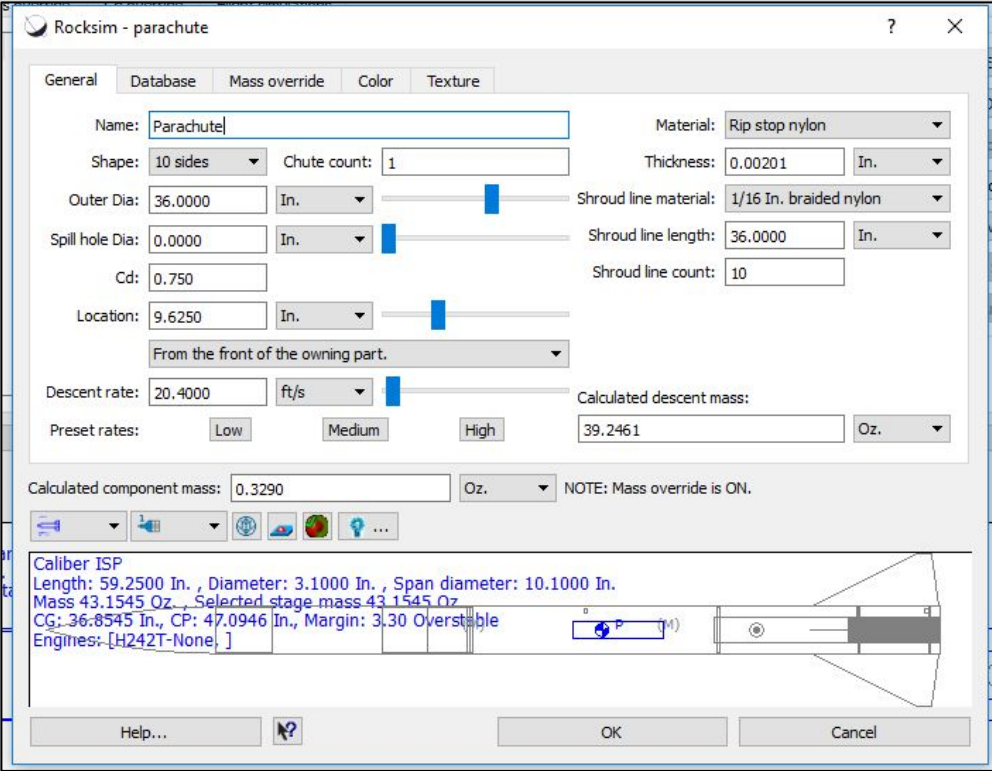 Rocksim - parachute
General Database Mass override Color Texture
Name: Parachute Material: Rip stop nylon
Shape: 10 sides Chute count: 1 Thickness: 0.00201 In.
Outer Dia: 36.0000 In. Shroud line material: 1/16 In. braided nylon
Spill hole Dia: 0.0000 In. Shroud line length: 36.0000 In.
Cd: 0.750 Shroud line count: 10
Location: 9.6250 In.
From the front of the owning part.
Descent rate: 20.4000 ft/s Calculated descent mass:
Preset rates: Low Medium High 39.2461 Oz.
Calculated component mass: 0.3290 Oz. NOTE: Mass override is ON.
Caliber ISP
Length: 59.2500 In. , Diameter: 3.1000 In. , Span diameter: 10.1000 In.
Mass 43.1545 Oz. , Selected stage mass 43.1545 Oz.
CG: 36.8545 In., CP: 47.0946 In., Margin: 3.30 Overstable
P (M)
Engines: [H242T-None, ]
Help... OK Cancel